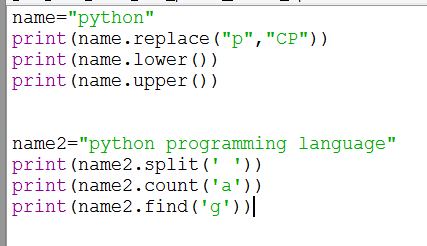 name="python"
print(name.replace("p","CP"))
print(name.lower())
print(name.upper())
name2="python programming language"
print(name2.split(' '))
print(name2.count('a'))
print(name2.find('g'))